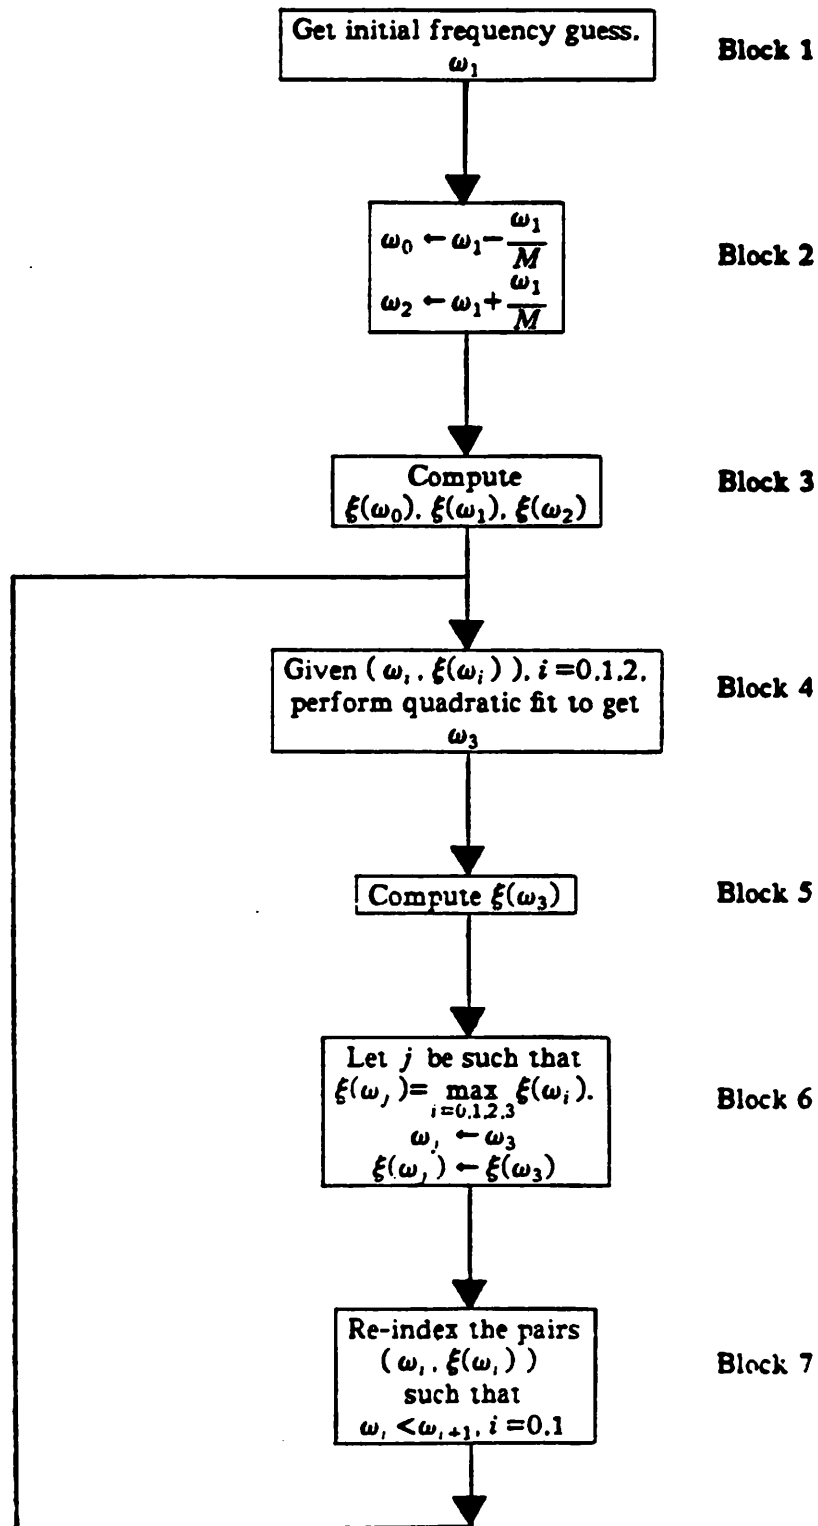 Get initial frequency guess.
ω₁
Block 1
ω₀ ← ω₁ − ω₁/M
ω₂ ← ω₁ + ω₁/M
Block 2
Compute
ξ(ω₀). ξ(ω₁). ξ(ω₂)
Block 3
Given (ωᵢ. ξ(ωᵢ)). i=0.1.2.
perform quadratic fit to get
ω₃
Block 4
Compute ξ(ω₃)
Block 5
Let j be such that
ξ(ωⱼ)= max ξ(ωᵢ).
i=0,1,2,3
ωⱼ ← ω₃
ξ(ωⱼ) ← ξ(ω₃)
Block 6
Re-index the pairs
(ωᵢ. ξ(ωᵢ))
such that
ωᵢ <ωᵢ₊₁. i=0.1
Block 7